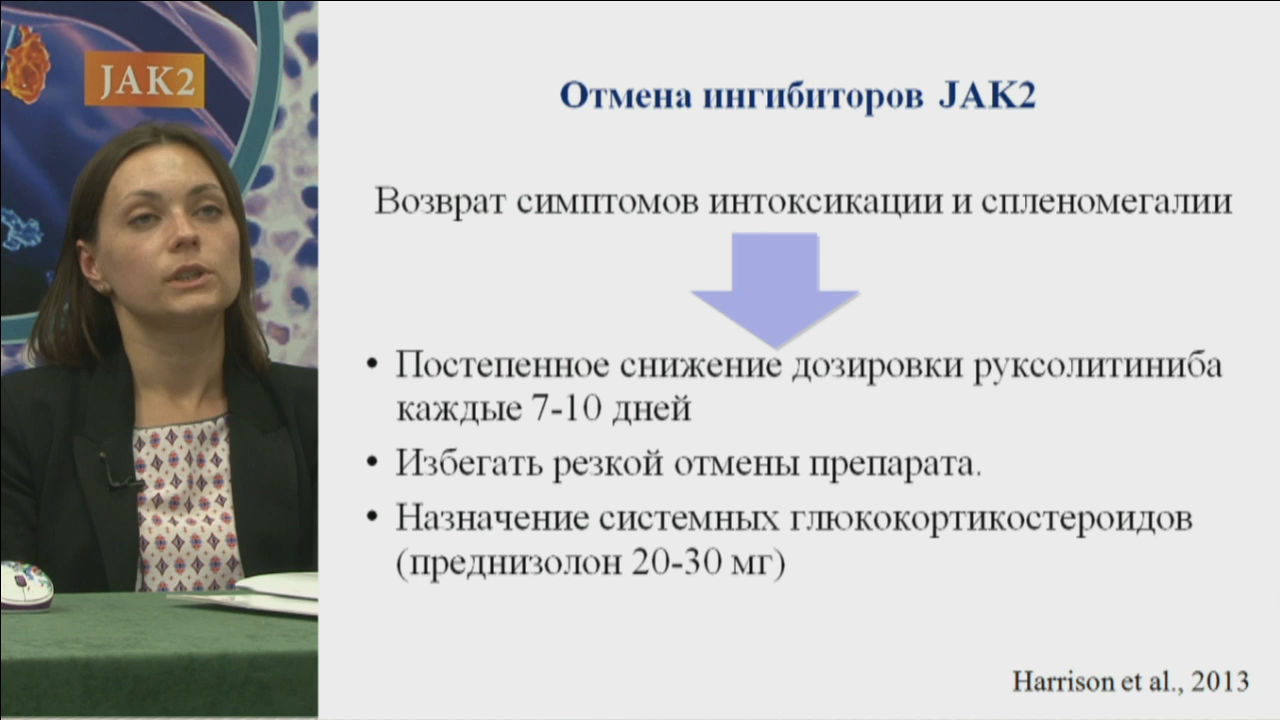 JAK2
Отмена ингибиторов JAK2
Возврат симптомов интоксикации и спленомегалии
• Постепенное снижение дозировки руксолитиниба
каждые 7-10 дней
• Избегать резкой отмены препарата.
• Назначение системных глюкокортикостероидов
(преднизолон 20-30 мг)
Harrison et al., 2013